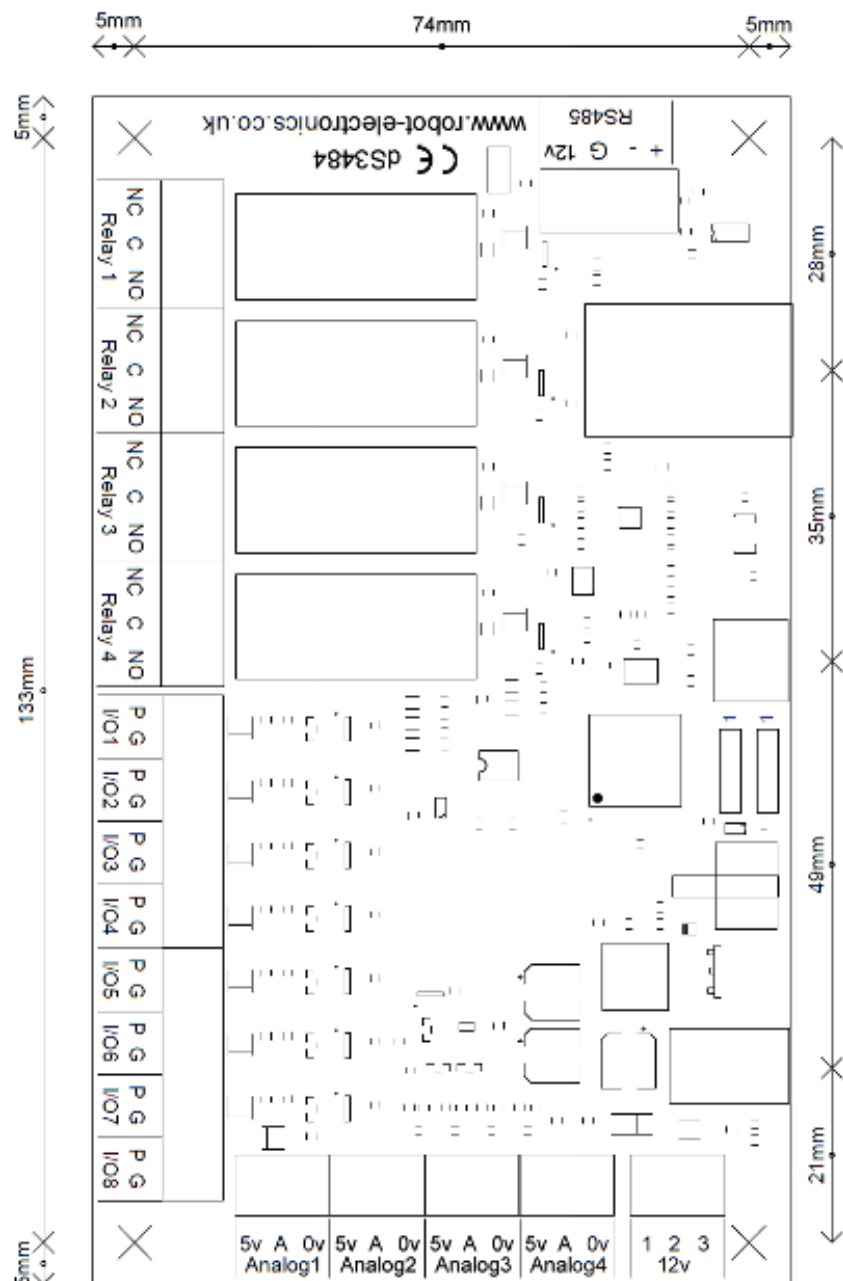 5mm 74mm 5mm
5mm
www.robot-electronics.co.uk
CE dS3484
RS485
+ - G 12v
NC C NO
Relay 1
28mm
NC C NO
Relay 2
NC C NO
Relay 3
35mm
NC C NO
Relay 4
133mm
P G
I/O1
1 1
P G
I/O2
P G
I/O3
49mm
P G
I/O4
P G
I/O5
P G
I/O6
P G
I/O7
P G
I/O8
21mm
5v A 0v 5v A 0v 5v A 0v 5v A 0v 1 2 3
Analog1 Analog2 Analog3 Analog4 12v